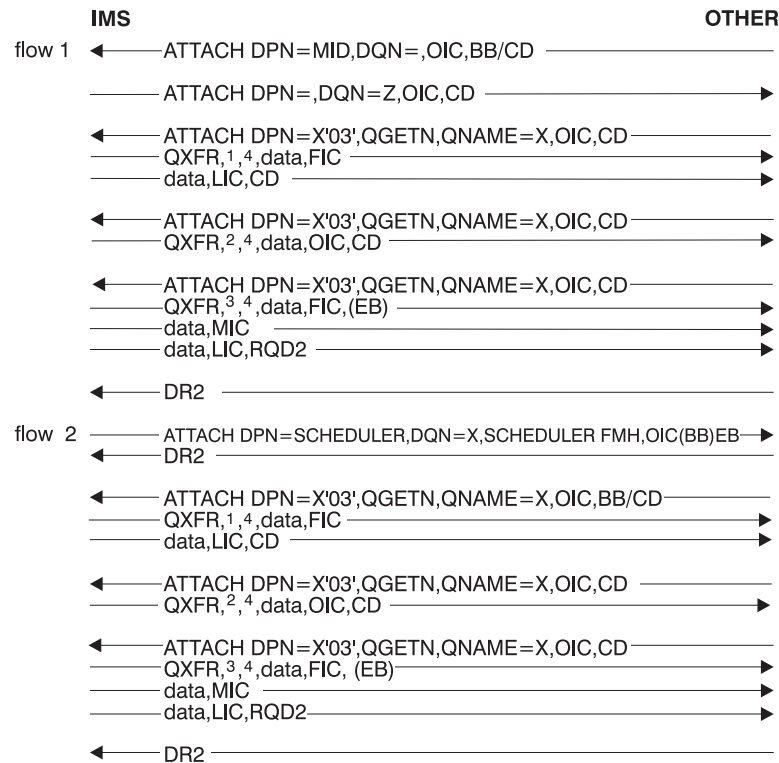 IMS OTHER
flow 1 ATTACH DPN=MID,DQN=,OIC,BB/CD
ATTACH DPN=,DQN=Z,OIC,CD
ATTACH DPN=X'03',QGETN,QNAME=X,OIC,CD
QXFR,1,4,data,FIC
data,LIC,CD
ATTACH DPN=X'03',QGETN,QNAME=X,OIC,CD
QXFR,2,4,data,OIC,CD
ATTACH DPN=X'03',QGETN,QNAME=X,OIC,CD
QXFR,3,4,data,FIC,(EB)
data,MIC
data,LIC,RQD2
DR2
flow 2 ATTACH DPN=SCHEDULER,DQN=X,SCHEDULER FMH,OIC(BB)EB
DR2
ATTACH DPN=X'03',QGETN,QNAME=X,OIC,BB/CD
QXFR,1,4,data,FIC
data,LIC,CD
ATTACH DPN=X'03',QGETN,QNAME=X,OIC,CD
QXFR,2,4,data,OIC,CD
ATTACH DPN=X'03',QGETN,QNAME=X,OIC,CD
QXFR,3,4,data,FIC, (EB)
data,MIC
data,LIC,RQD2
DR2